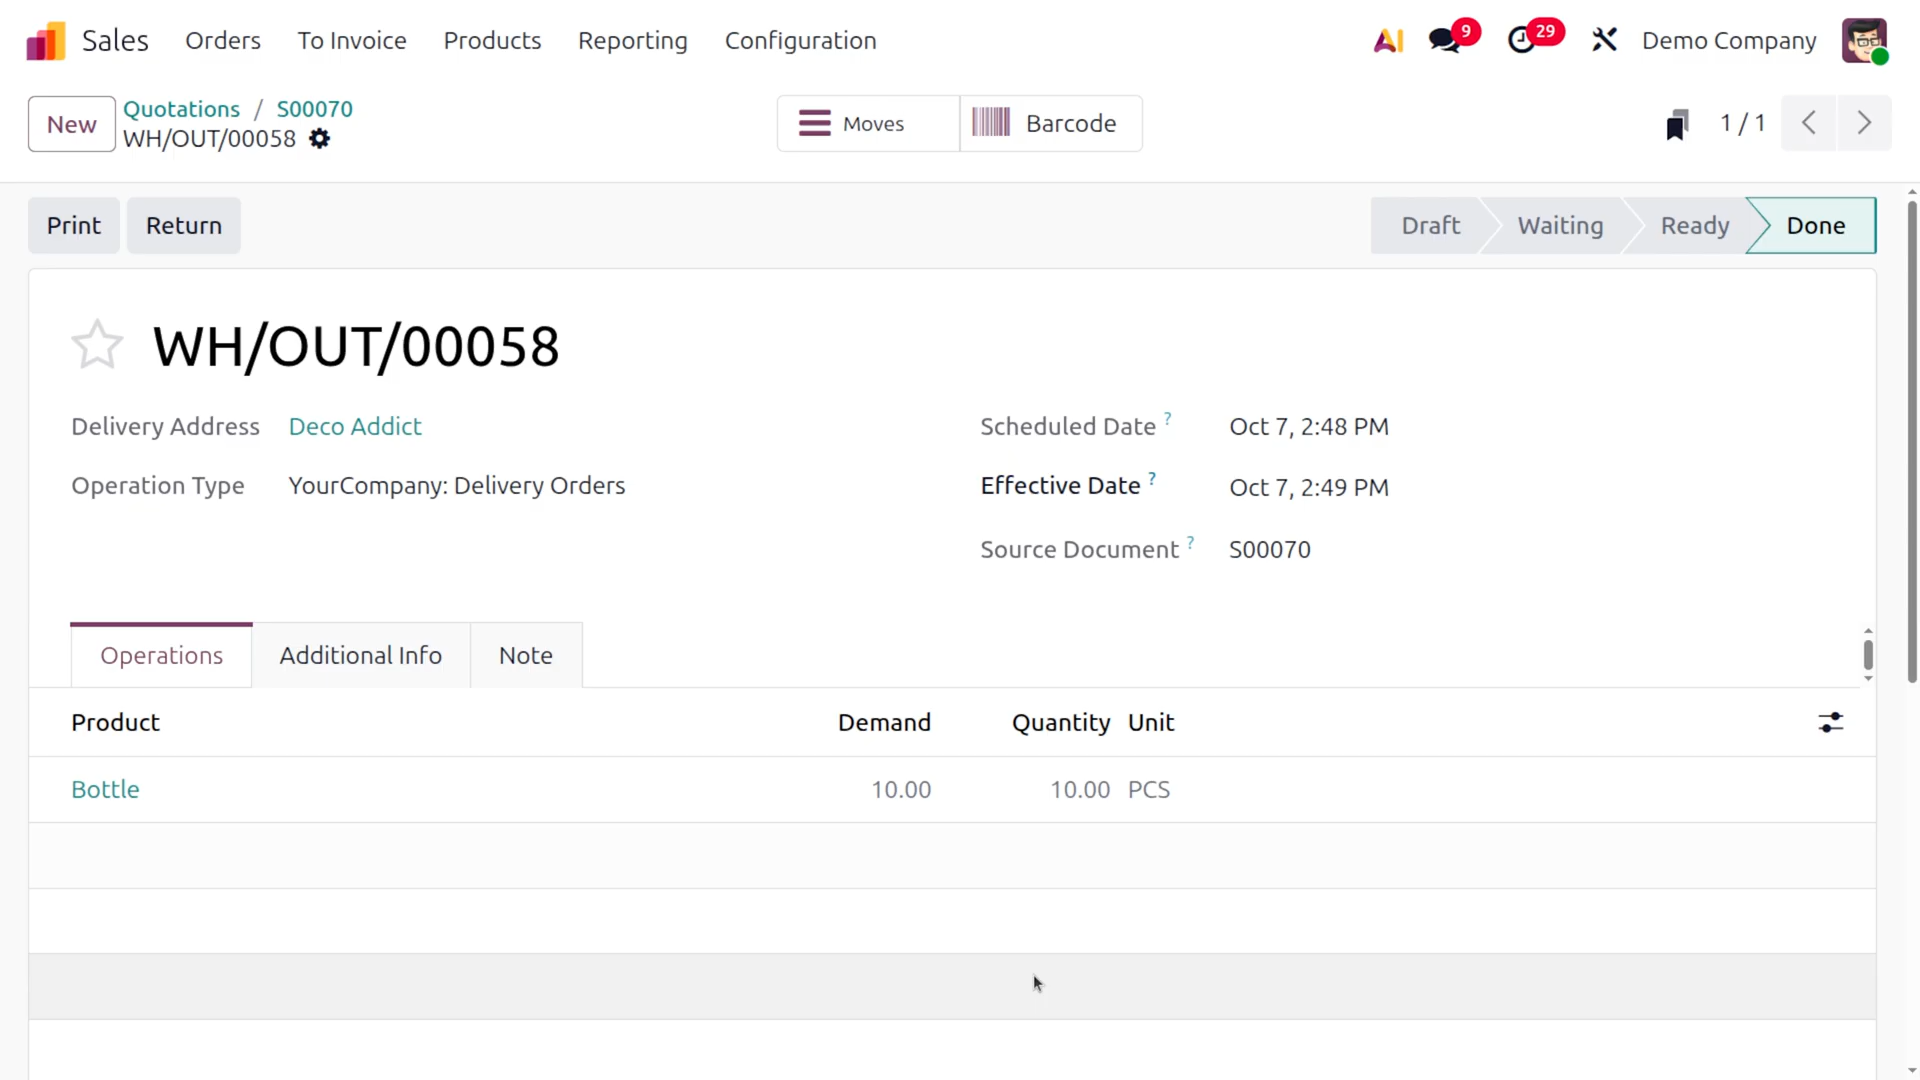 Sales Orders To Invoice Products Reporting Configuration AI 9 29 Demo Company
New Quotations / S00070 Moves Barcode 1 / 1
WH/OUT/00058
Print Return Draft Waiting Ready Done
WH/OUT/00058
Delivery Address Deco Addict Scheduled Date ? Oct 7, 2:48 PM
Operation Type YourCompany: Delivery Orders Effective Date ? Oct 7, 2:49 PM
Source Document ? S00070
Operations Additional Info Note
Product Demand Quantity Unit
Bottle 10.00 10.00 PCS